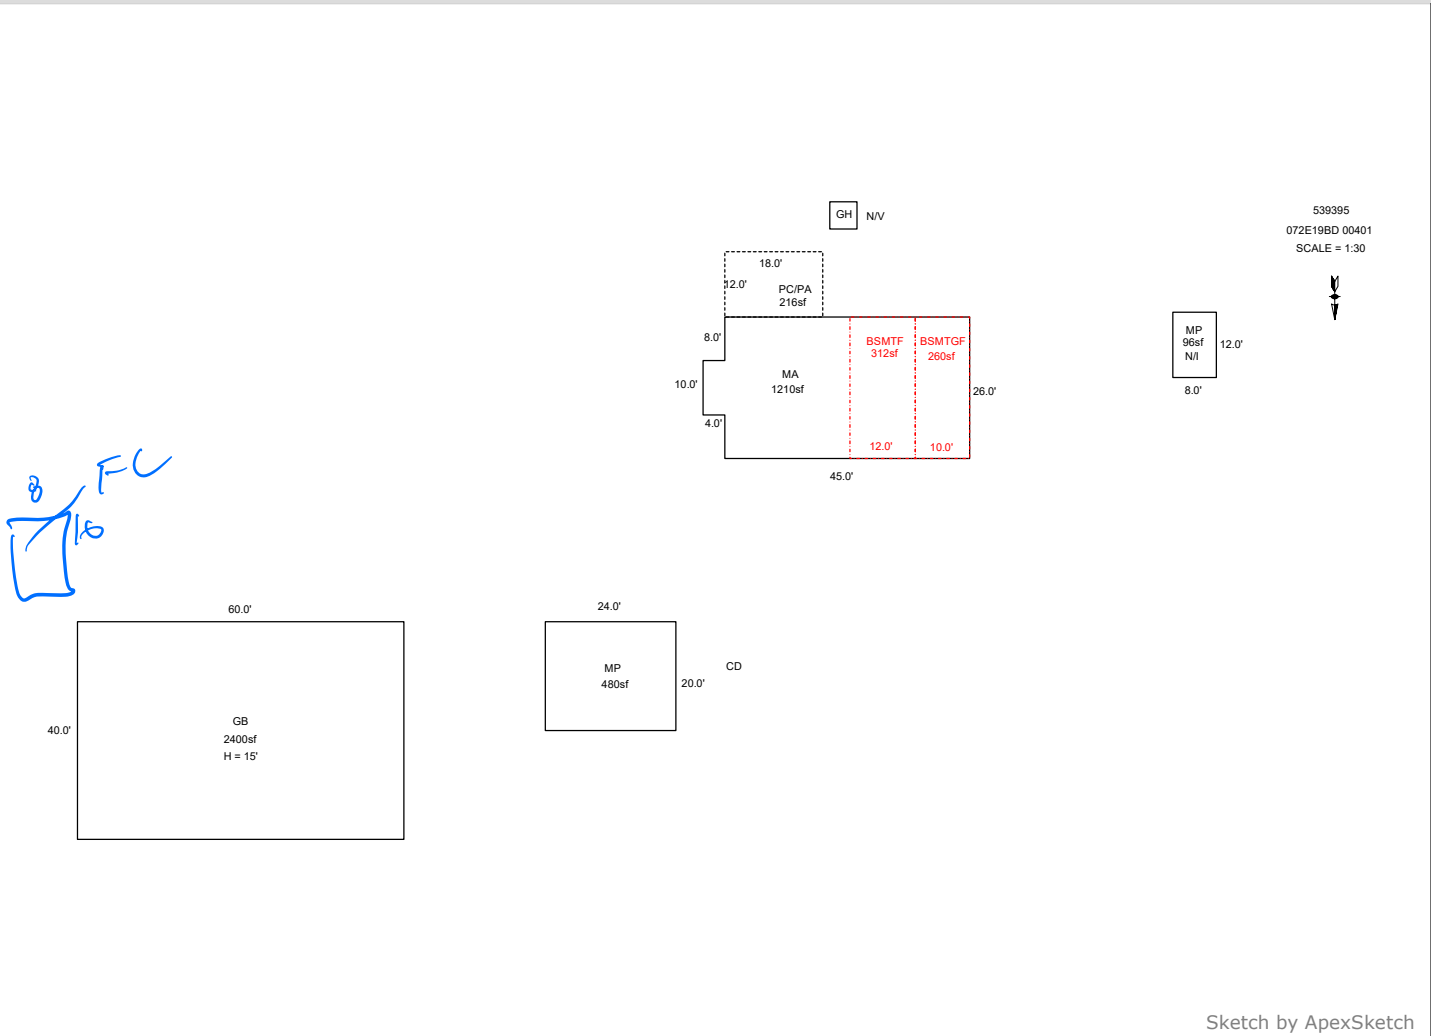 539395
072E19BD 00401
SCALE = 1:30
GH
N/V
18.0'
12.0'
PC/PA
216sf
8.0'
10.0'
4.0'
MA
1210sf
BSMTF
312sf
BSMTGF
260sf
12.0'
10.0'
26.0'
45.0'
MP
96sf
N/I
12.0'
8.0'
FC
8
60.0'
40.0'
GB
2400sf
H = 15'
24.0'
MP
480sf
20.0'
CD
Sketch by ApexSketch